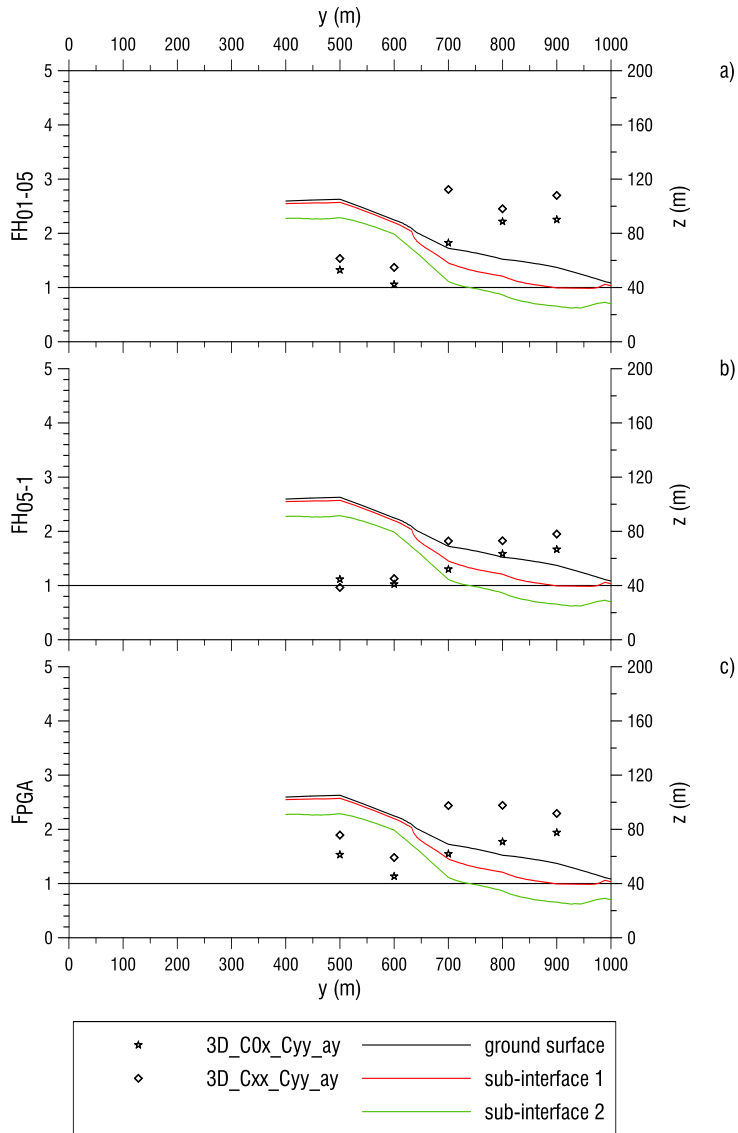 y (m)
0 100 200 300 400 500 600 700 800 900 1000
a)
5 4 3 2 1 0
FH01-05
200 160 120 80 40 0
z (m)
b)
5 4 3 2 1 0
FH05-1
200 160 120 80 40 0
z (m)
c)
5 4 3 2 1 0
FPGA
200 160 120 80 40 0
z (m)
0 100 200 300 400 500 600 700 800 900 1000
y (m)
3D_C0x_Cyy_ay ground surface
3D_Cxx_Cyy_ay sub-interface 1
sub-interface 2